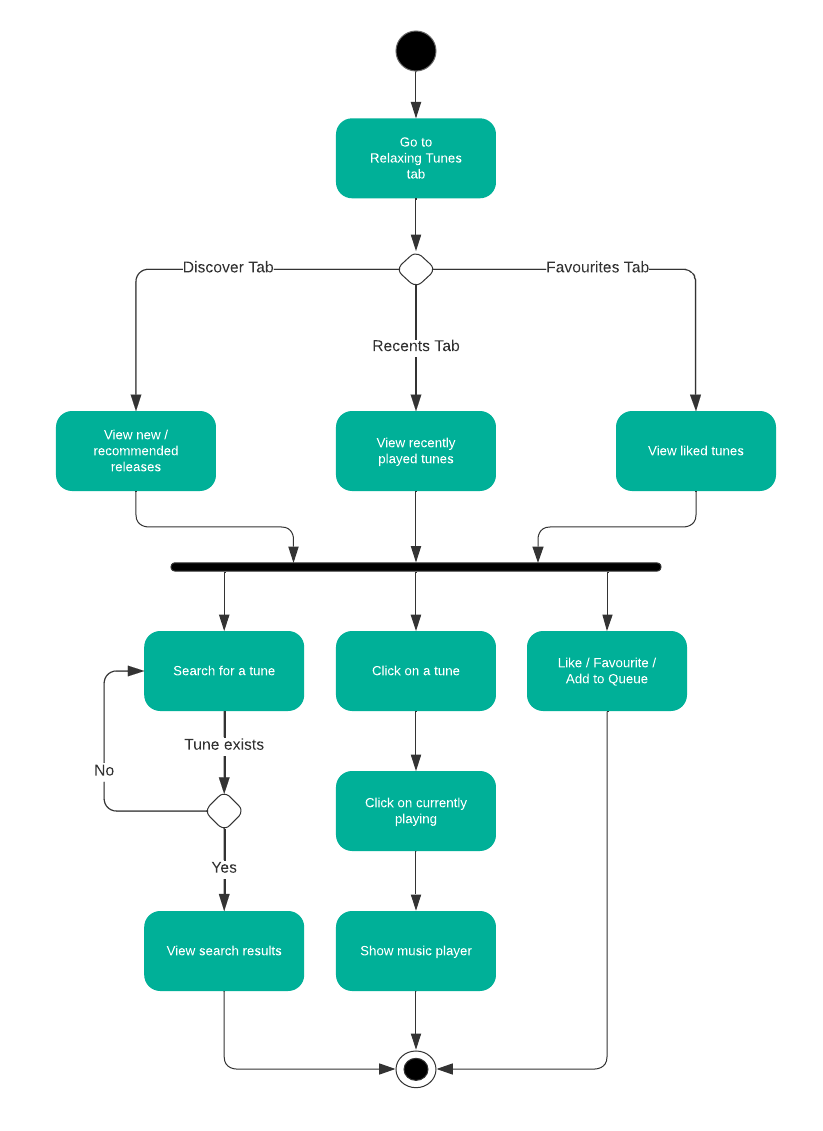 Go to
Relaxing Tunes
tab
Discover Tab
Favourites Tab
Recents Tab
View new /
recommended
releases
View recently
played tunes
View liked tunes
Search for a tune
Click on a tune
Like / Favourite /
Add to Queue
Tune exists
No
Click on currently
playing
Yes
View search results
Show music player